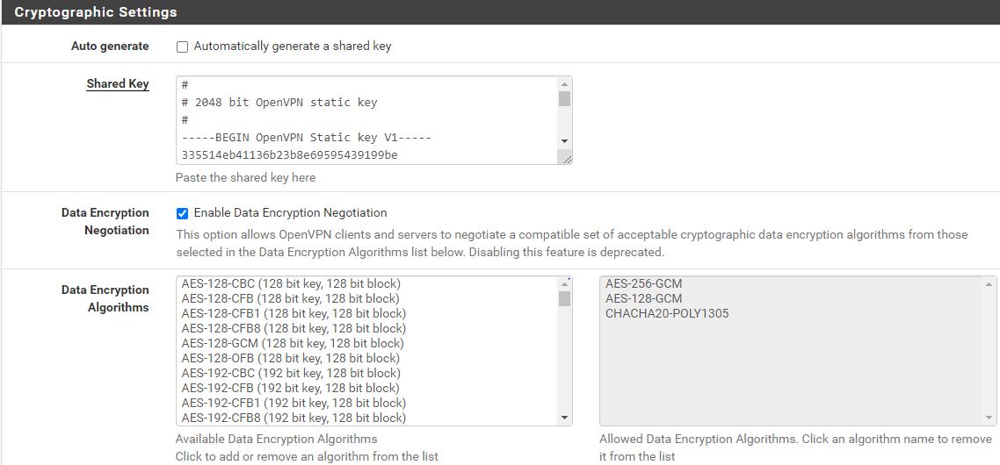 Cryptographic Settings
Auto generate
Automatically generate a shared key
Shared Key
#
# 2048 bit OpenVPN static key
#
-----BEGIN OpenVPN Static key V1-----
335514eb41136b23b8e69595439199be
Paste the shared key here
Data Encryption
Negotiation
Enable Data Encryption Negotiation
This option allows OpenVPN clients and servers to negotiate a compatible set of acceptable cryptographic data encryption algorithms from those
selected in the Data Encryption Algorithms list below. Disabling this feature is deprecated.
Data Encryption
Algorithms
AES-128-CBC (128 bit key, 128 bit block)
AES-128-CFB (128 bit key, 128 bit block)
AES-128-CFB1 (128 bit key, 128 bit block)
AES-128-CFB8 (128 bit key, 128 bit block)
AES-128-GCM (128 bit key, 128 bit block)
AES-128-OFB (128 bit key, 128 bit block)
AES-192-CBC (192 bit key, 128 bit block)
AES-192-CFB (192 bit key, 128 bit block)
AES-192-CFB1 (192 bit key, 128 bit block)
AES-192-CFB8 (192 bit key, 128 bit block)
Available Data Encryption Algorithms
Click to add or remove an algorithm from the list
AES-256-GCM
AES-128-GCM
CHACHA20-POLY1305
Allowed Data Encryption Algorithms. Click an algorithm name to remove
it from the list